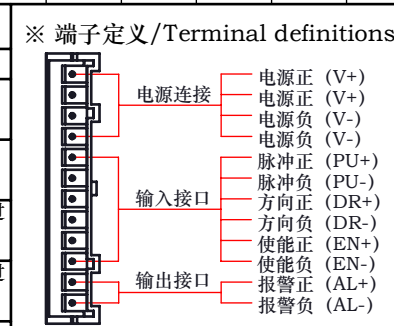 ※ 端子定义/Terminal definitions
电源连接
电源正 (V+)
电源正 (V+)
电源负 (V-)
电源负 (V-)
输入接口
脉冲正 (PU+)
脉冲负 (PU-)
方向正 (DR+)
方向负 (DR-)
使能正 (EN+)
使能负 (EN-)
输出接口
报警正 (AL+)
报警负 (AL-)
过
过